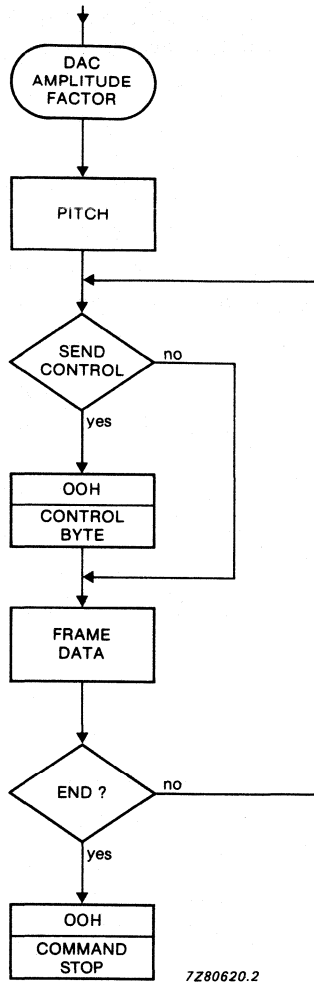 DAC
AMPLITUDE
FACTOR
PITCH
SEND
CONTROL
no
yes
OOH
CONTROL
BYTE
FRAME
DATA
END ?
no
yes
OOH
COMMAND
STOP
7Z80620.2